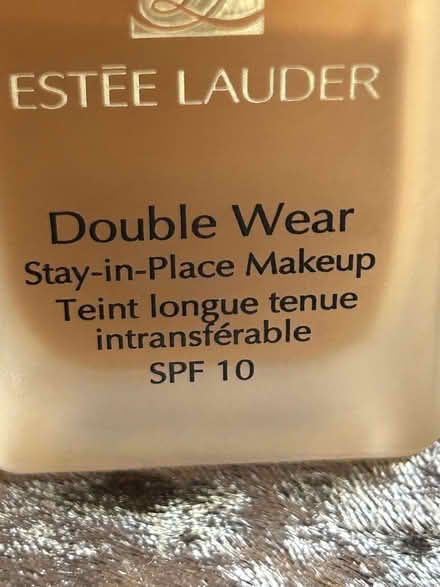 ESTĒE LAUDER
Double Wear
Stay-in-Place Makeup
Teint longue tenue
intransférable
SPF 10